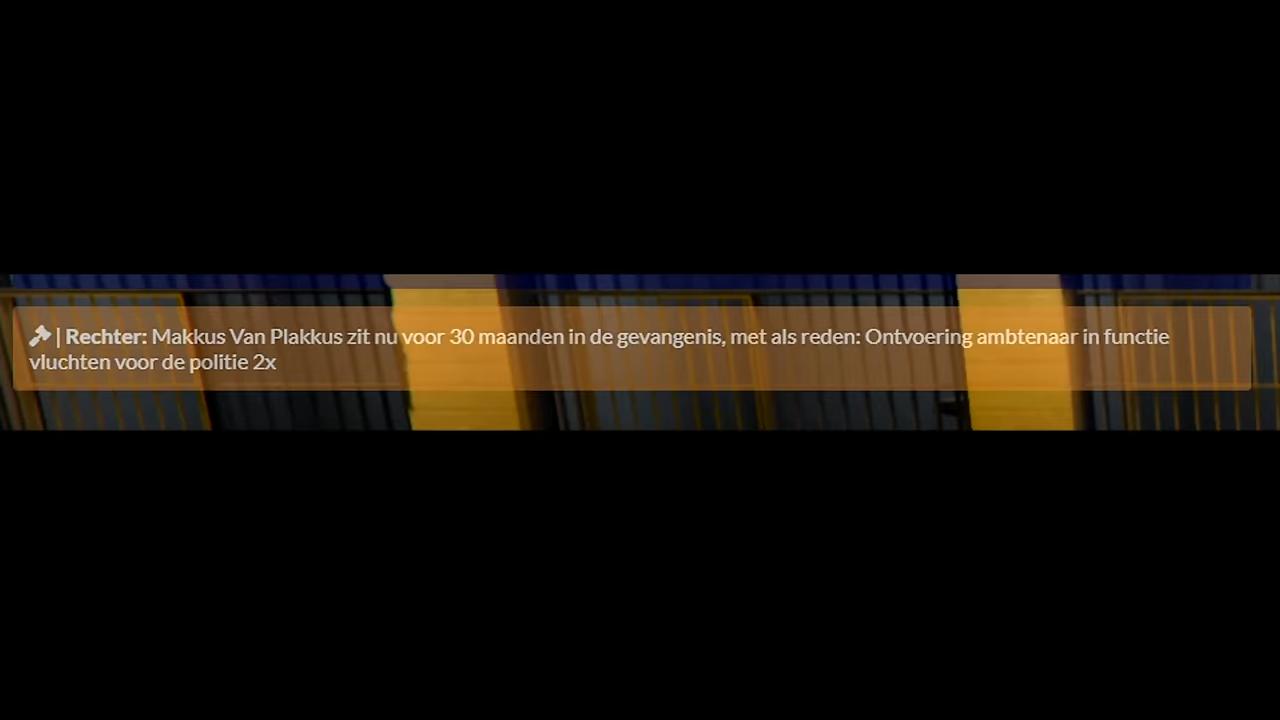 | Rechter: Makkus Van Plakkus zit nu voor 30 maanden in de gevangenis, met als reden: Ontvoering ambtenaar in functie
vluchten voor de politie 2x